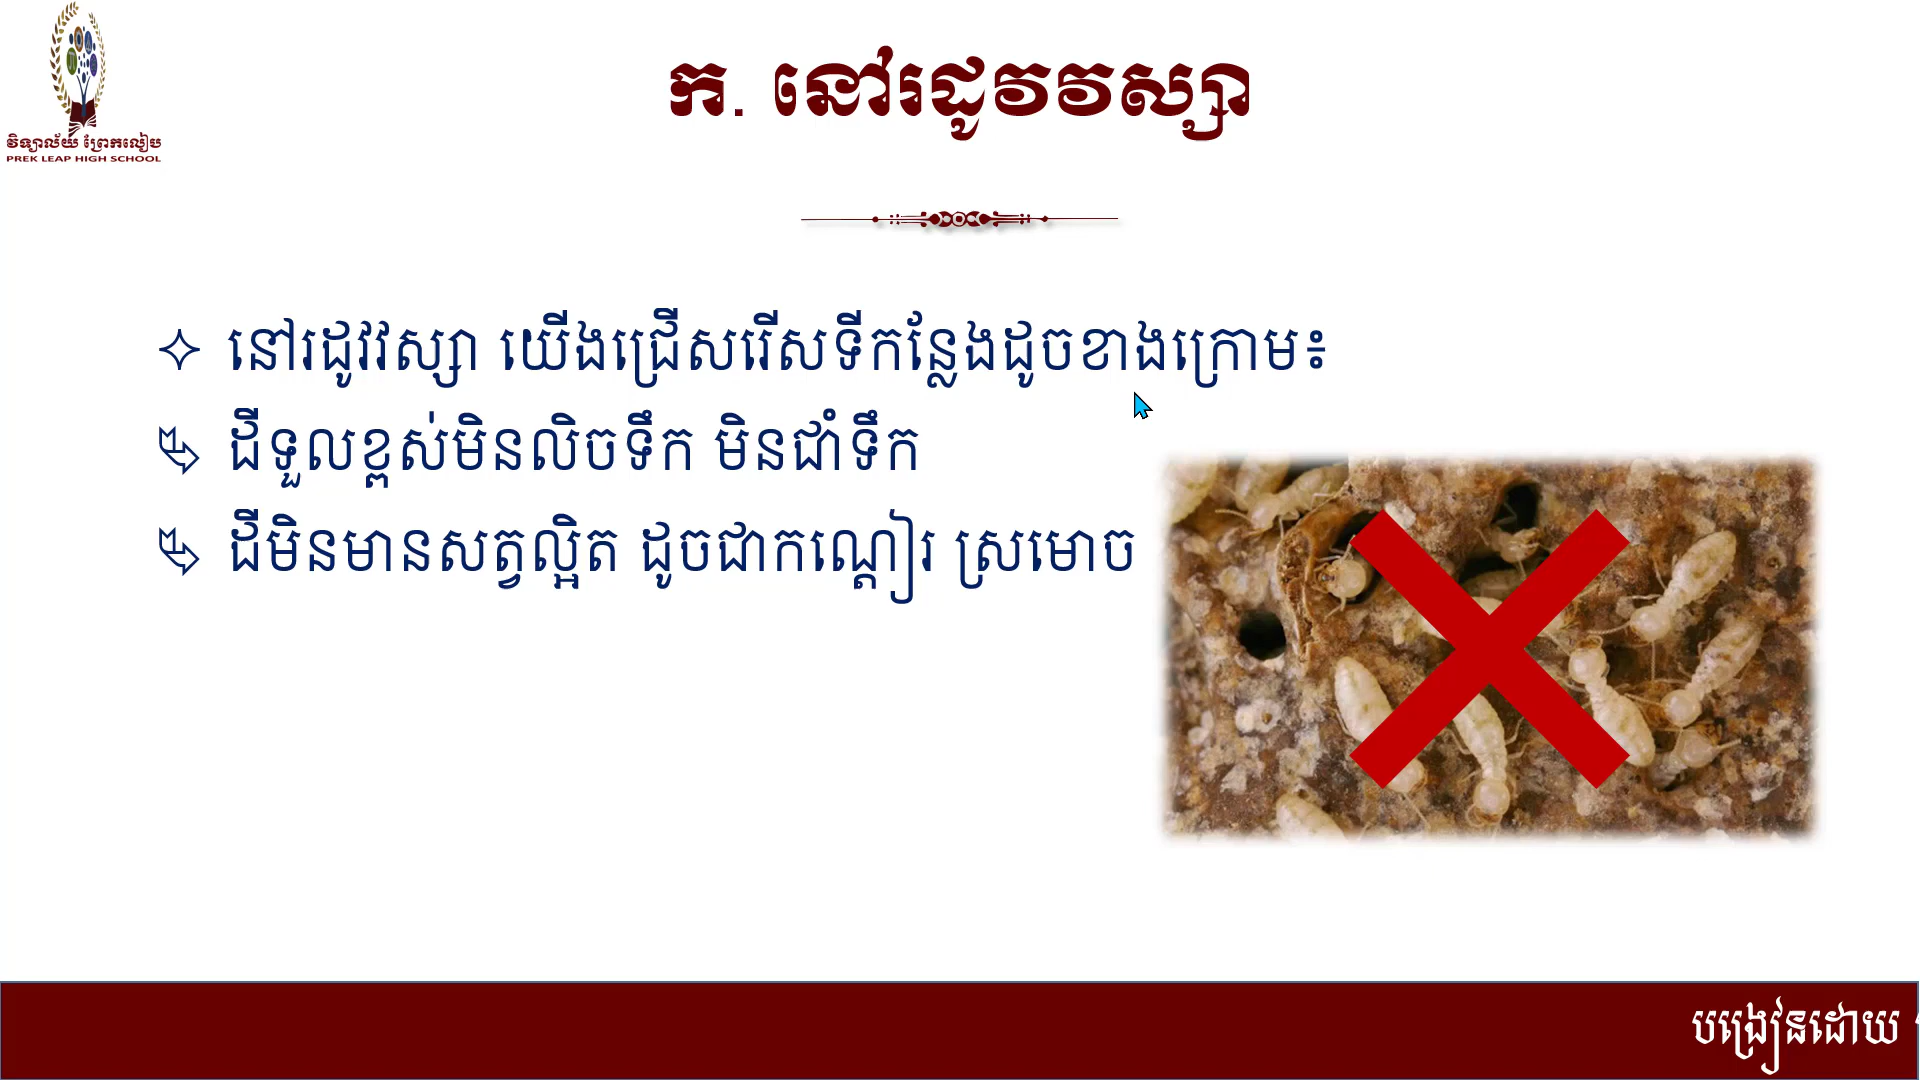 វិទ្យាល័យ ព្រែកលៀប
PREK LEAP HIGH SCHOOL
ក. នៅរដូវវស្សា
នៅរដូវវស្សា យើងជ្រើសរើសទីកន្លែងដូចខាងក្រោម៖
ដីទួលខ្ពស់មិនលិចទឹក មិនជាំទឹក
ដីមិនមានសត្វល្អិត ដូចជាកណ្តៀរ ស្រមោច
បង្រៀនដោយ